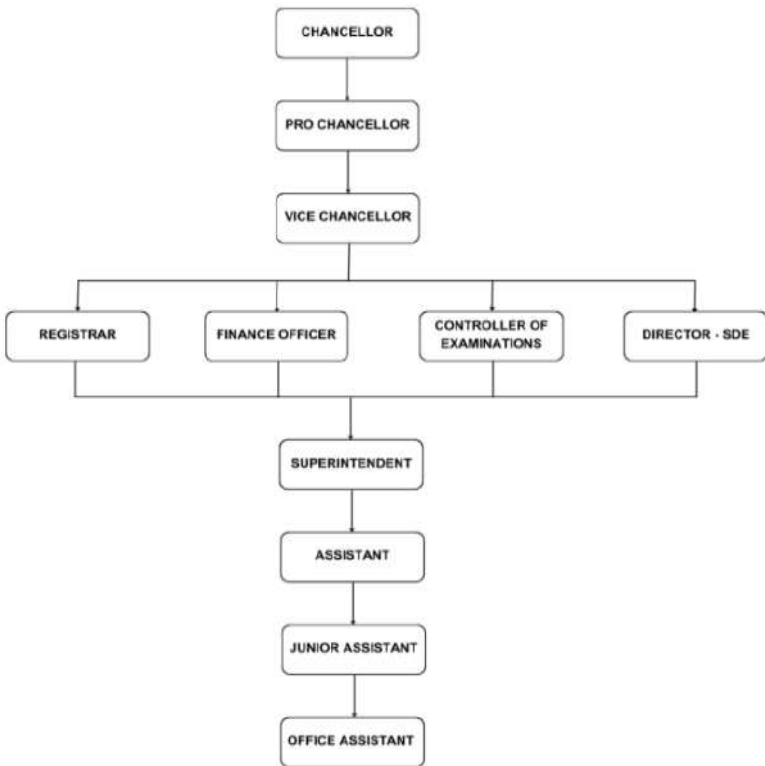 CHANCELLOR
PRO CHANCELLOR
VICE CHANCELLOR
REGISTRAR
FINANCE OFFICER
CONTROLLER OF
EXAMINATIONS
DIRECTOR - SDE
SUPERINTENDENT
ASSISTANT
JUNIOR ASSISTANT
OFFICE ASSISTANT